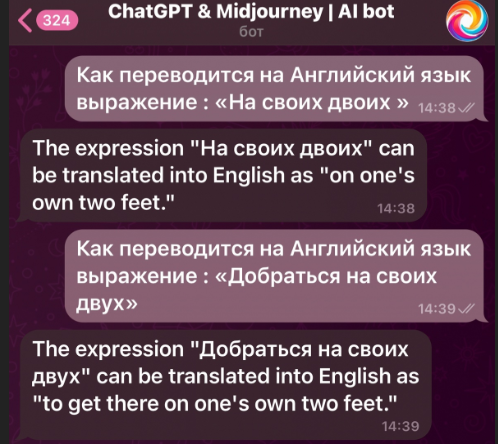 324
ChatGPT & Midjourney | AI bot
бот
Как переводится на Английский язык
выражение : «На своих двоих »
14:38
The expression "На своих двоих" can
be translated into English as "on one's
own two feet."
14:38
Как переводится на Английский язык
выражение : «Добраться на своих
двух»
14:39
The expression "Добраться на своих
двух" can be translated into English as
"to get there on one's own two feet."
14:39